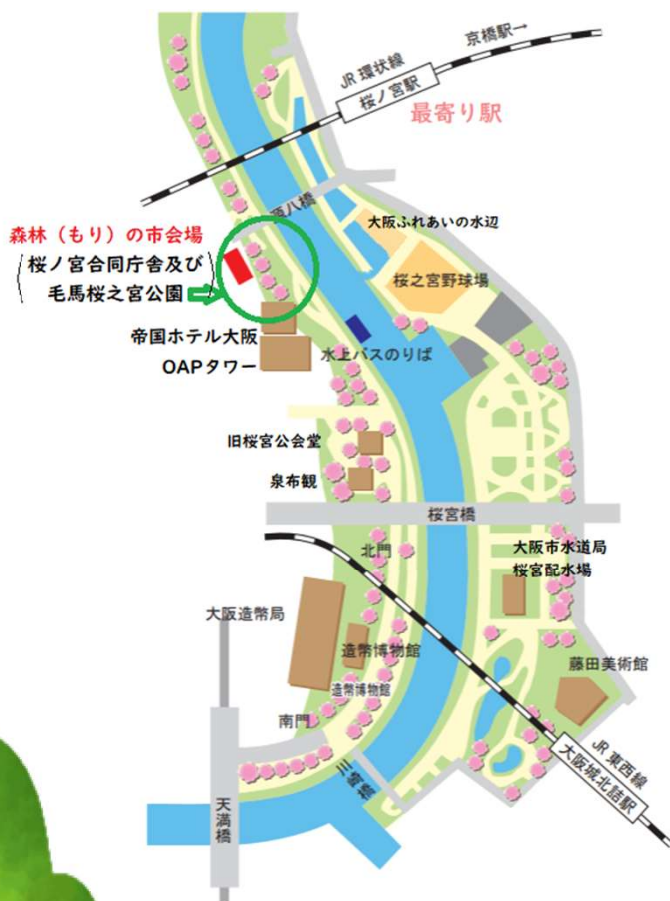 京橋駅→
JR環状線
桜ノ宮駅
最寄り駅
源八橋
大阪ふれあいの水辺
森林(もり)の市会場
桜ノ宮合同庁舎及び
毛馬桜之宮公園
桜之宮野球場
帝国ホテル大阪
OAPタワー
水上バスのりば
旧桜宮公会堂
泉布観
桜宮橋
北門
大阪市水道局
桜宮配水場
大阪造幣局
造幣博物館
造幣博物館
藤田美術館
南門
川崎橋
JR東西線
大阪城北詰駅
天満橋